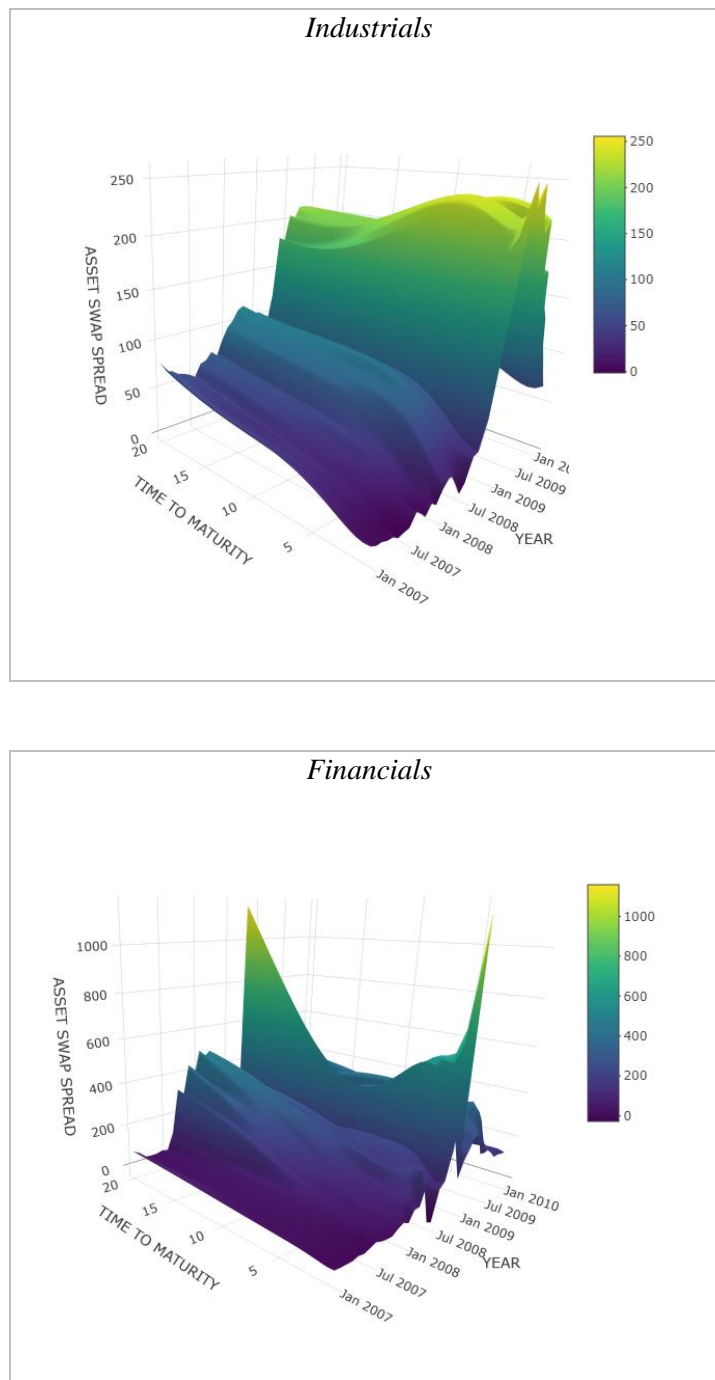 Industrials
250
200
150
100
50
0
ASSET SWAP SPREAD
250
200
150
100
50
0
20
15
10
5
TIME TO MATURITY
Jan 20
Jul 2009
Jan 2009
Jul 2008
Jan 2008
Jul 2007
Jan 2007
YEAR
Financials
1000
800
600
400
200
0
ASSET SWAP SPREAD
1000
800
600
400
200
0
20
15
10
5
TIME TO MATURITY
Jan 2010
Jul 2009
Jan 2009
Jul 2008
Jan 2008
Jul 2007
Jan 2007
YEAR